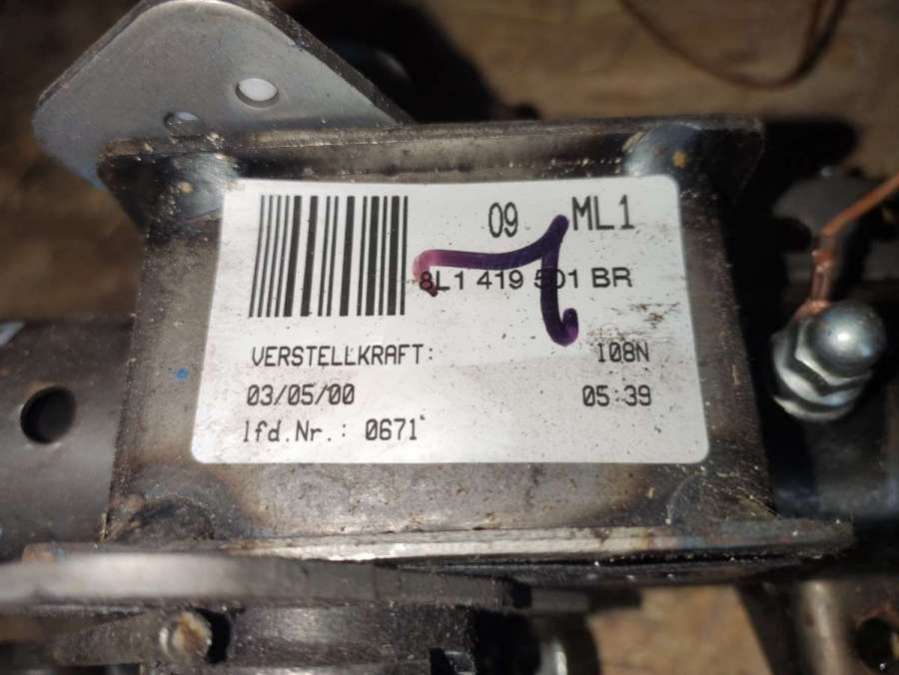 09 ML1
8L1 419 501 BR
VERSTELLKRAFT: 108N
03/05/00 05:39
lfd.Nr.: 0671